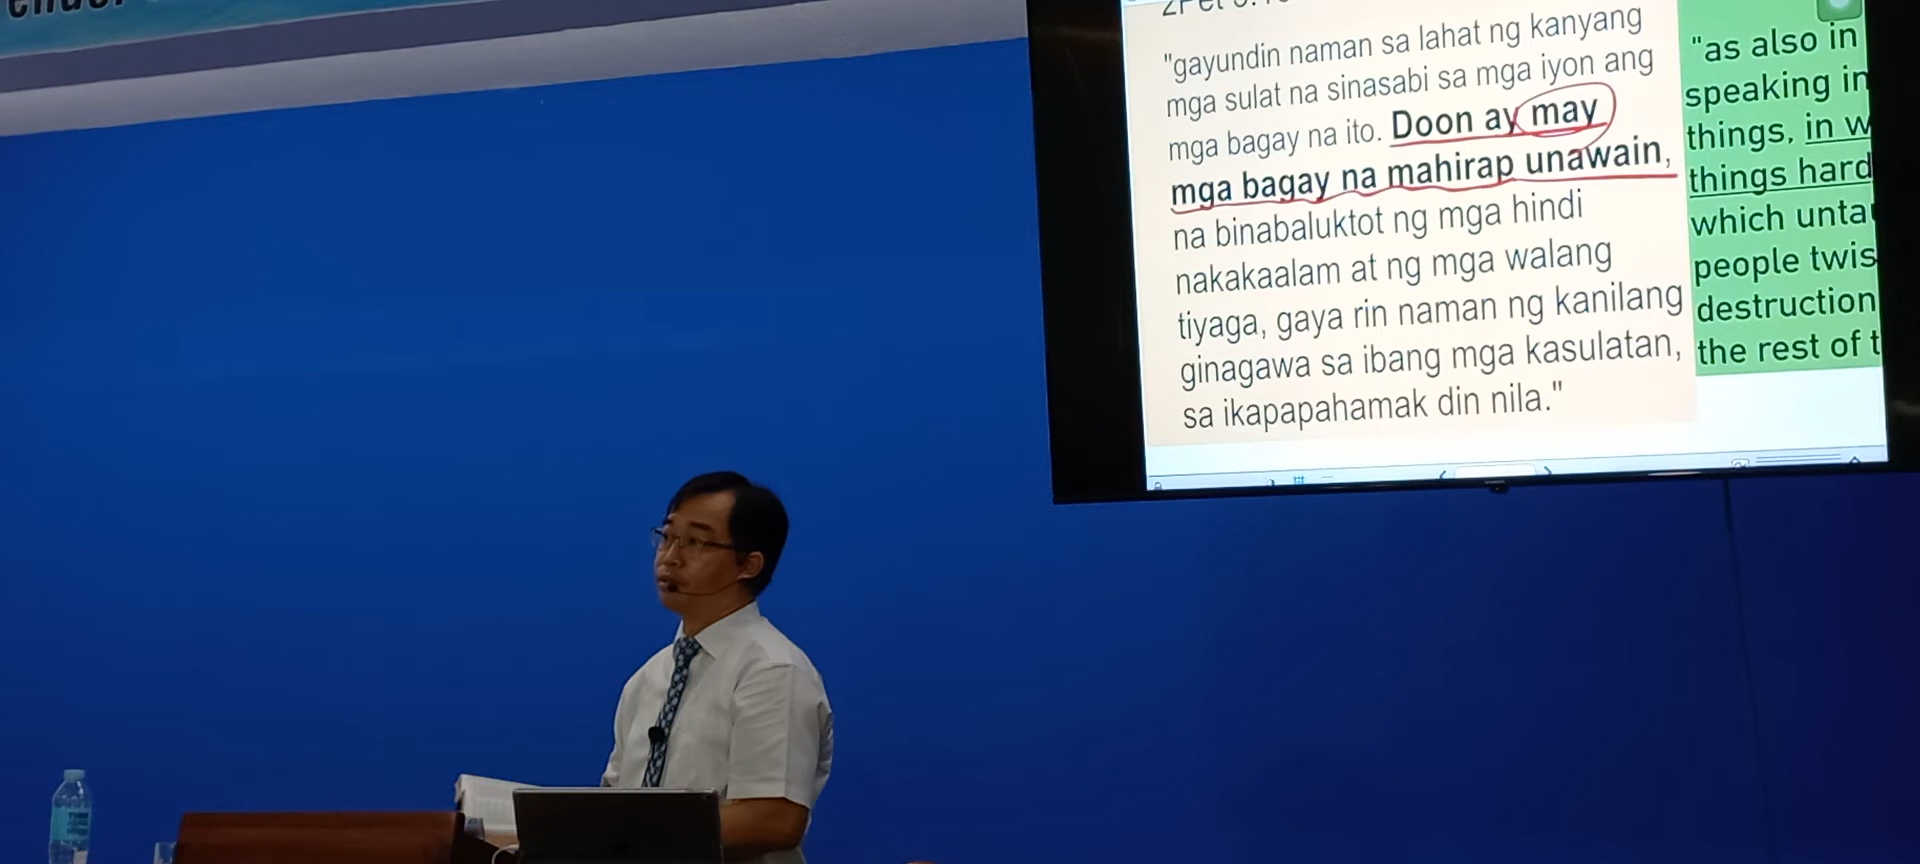 "gayundin naman sa lahat ng kanyang
mga sulat na sinasabi sa mga iyon ang
mga bagay na ito. Doon ay may
mga bagay na mahirap unawain,
na binabaluktot ng mga hindi
nakakaalam at ng mga walang
tiyaga, gaya rin naman ng kanilang
ginagawa sa ibang mga kasulatan,
sa ikapapahamak din nila."
"as also in
speaking in
things, in w
things hard
which unta
people twis
destruction
the rest of t